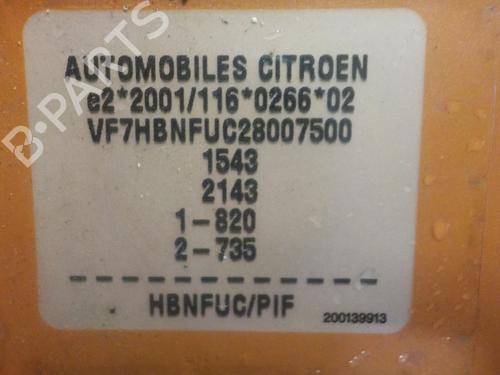 B-PARTS
AUTOMOBILES CITROEN
e2*2001/116*0266*02
VF7HBNFUC28007500
1543
2143
1-820
2-735
HBNFUC/PIF
200139913